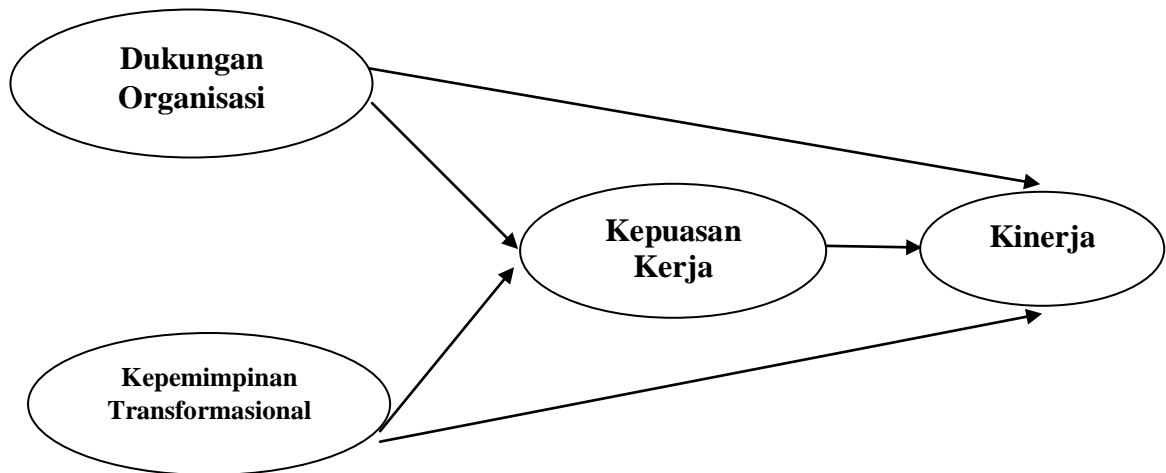 Dukungan
Organisasi
Kepuasan
Kerja
Kinerja
Kepemimpinan
Transformasional